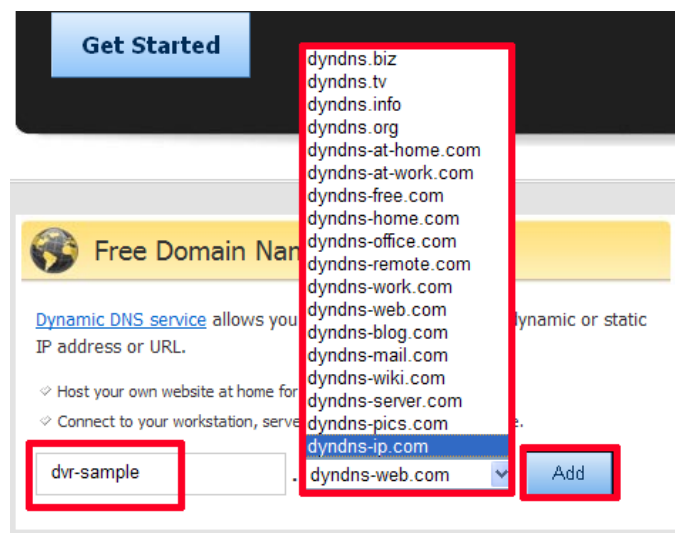 Get Started
dyndns.biz
dyndns.tv
dyndns.info
dyndns.org
dyndns-at-home.com
dyndns-at-work.com
dyndns-free.com
dyndns-home.com
dyndns-office.com
dyndns-remote.com
dyndns-work.com
dyndns-web.com
dyndns-blog.com
dyndns-mail.com
dyndns-wiki.com
dyndns-server.com
dyndns-pics.com
dyndns-ip.com
Free Domain
Dynamic DNS service allows you or static
IP address or URL.
Host your own website at home for
Connect to your workstation,
dvr-sample . dyndns-web.com Add